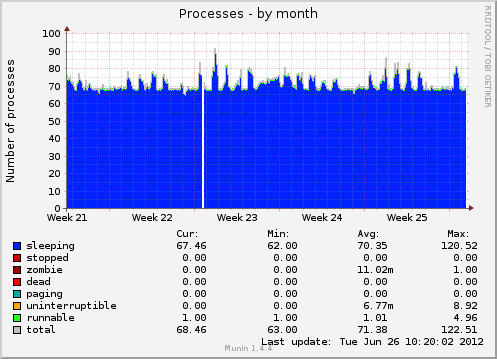 Processes - by month
RRDTOOL / TOBI OETIKER
Number of processes
100
90
80
70
60
50
40
30
20
10
0
Week 21 Week 22 Week 23 Week 24 Week 25
Cur: Min: Avg: Max:
sleeping 67.46 62.00 70.35 120.52
stopped 0.00 0.00 0.00 0.00
zombie 0.00 0.00 11.02m 1.00
dead 0.00 0.00 0.00 0.00
paging 0.00 0.00 0.00 0.00
uninterruptible 0.00 0.00 6.77m 8.92
runnable 1.00 1.00 1.01 4.96
total 68.46 63.00 71.38 122.51
Last update: Tue Jun 26 10:20:02 2012
Munin 1.4.4